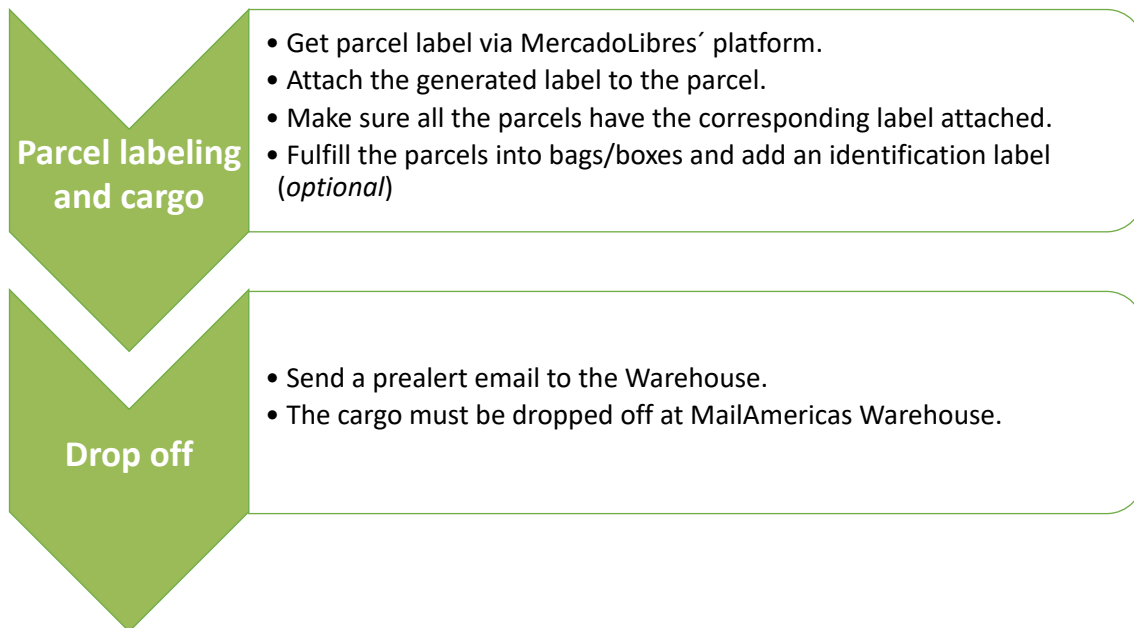 • Get parcel label via MercadoLibres´ platform.
• Attach the generated label to the parcel.
• Make sure all the parcels have the corresponding label attached.
• Fulfill the parcels into bags/boxes and add an identification label
(optional)
Parcel labeling
and cargo
• Send a prealert email to the Warehouse.
• The cargo must be dropped off at MailAmericas Warehouse.
Drop off